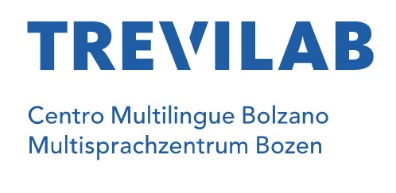 TREVILAB
Centro Multilingue Bolzano
Multisprachzentrum Bozen